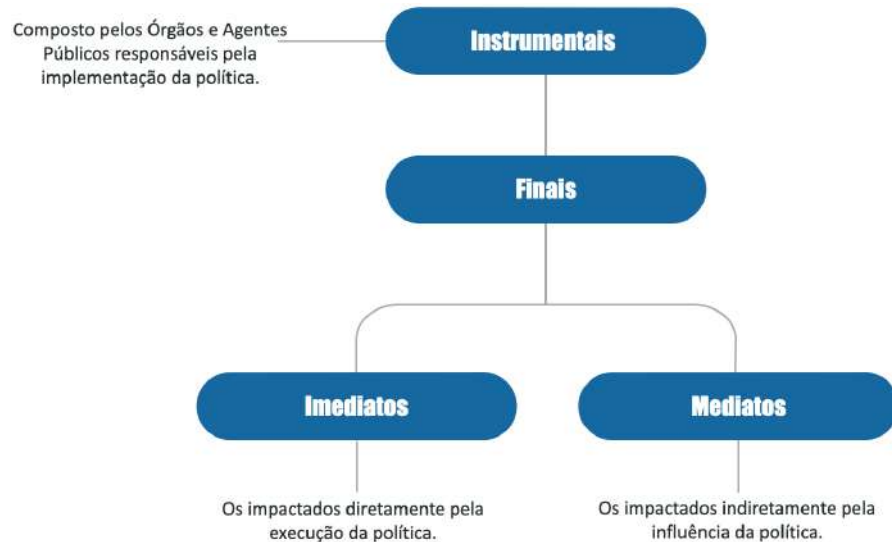 Composto pelos Órgãos e Agentes
Públicos responsáveis pela
implementação da política.
Instrumentais
Finais
Imediatos
Mediatos
Os impactados diretamente pela
execução da política.
Os impactados indiretamente pela
influência da política.